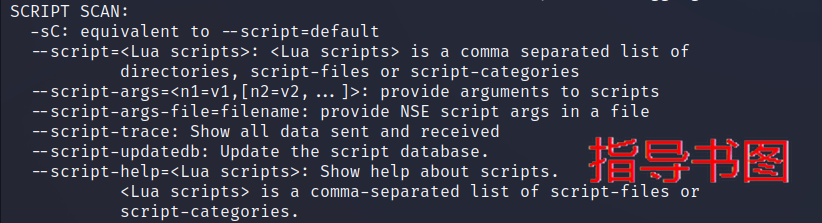 SCRIPT SCAN:
-sC: equivalent to --script=default
--script=<Lua scripts>: <Lua scripts> is a comma separated list of
directories, script-files or script-categories
--script-args=<n1=v1,[n2=v2,...]>: provide arguments to scripts
--script-args-file=filename: provide NSE script args in a file
--script-trace: Show all data sent and received
--script-updatedb: Update the script database.
--script-help=<Lua scripts>: Show help about scripts.
<Lua scripts> is a comma-separated list of script-files or
script-categories.
指导书图